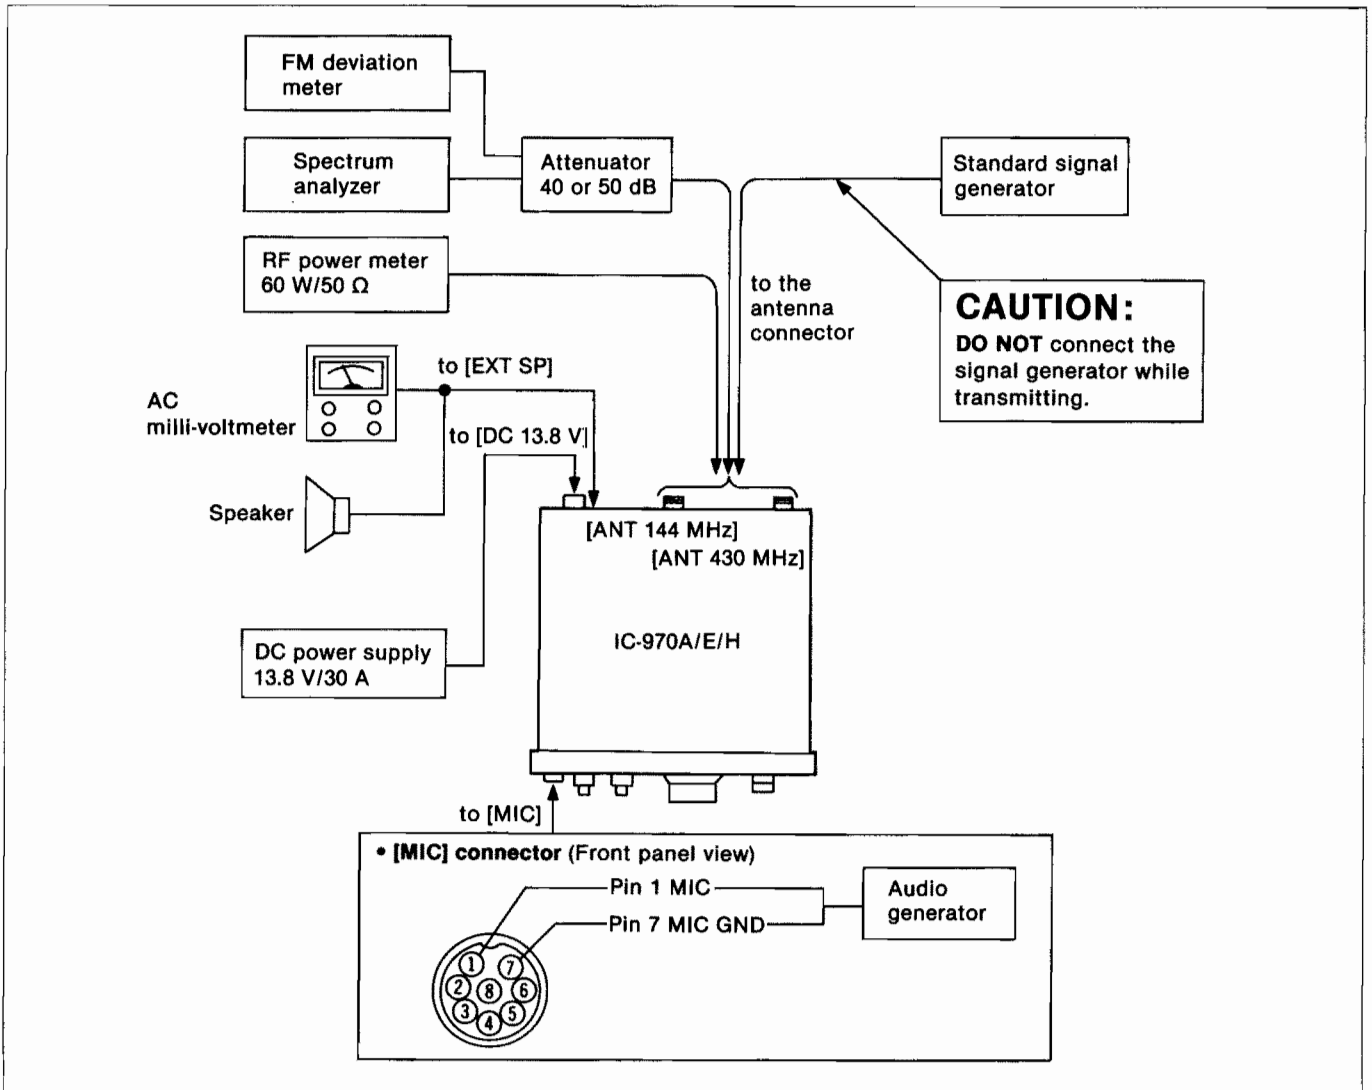 FM deviation
meter
Spectrum
analyzer
Attenuator
40 or 50 dB
Standard signal
generator
RF power meter
60 W/50 Ω
to the
antenna
connector
CAUTION:
DO NOT connect the
signal generator while
transmitting.
to [EXT SP]
AC
milli-voltmeter
to [DC 13.8 V]
Speaker
[ANT 144 MHz]
[ANT 430 MHz]
IC-970A/E/H
DC power supply
13.8 V/30 A
to [MIC]
• [MIC] connector (Front panel view)
Pin 1 MIC
Pin 7 MIC GND
Audio
generator
1
7
2
8
6
3
5
4